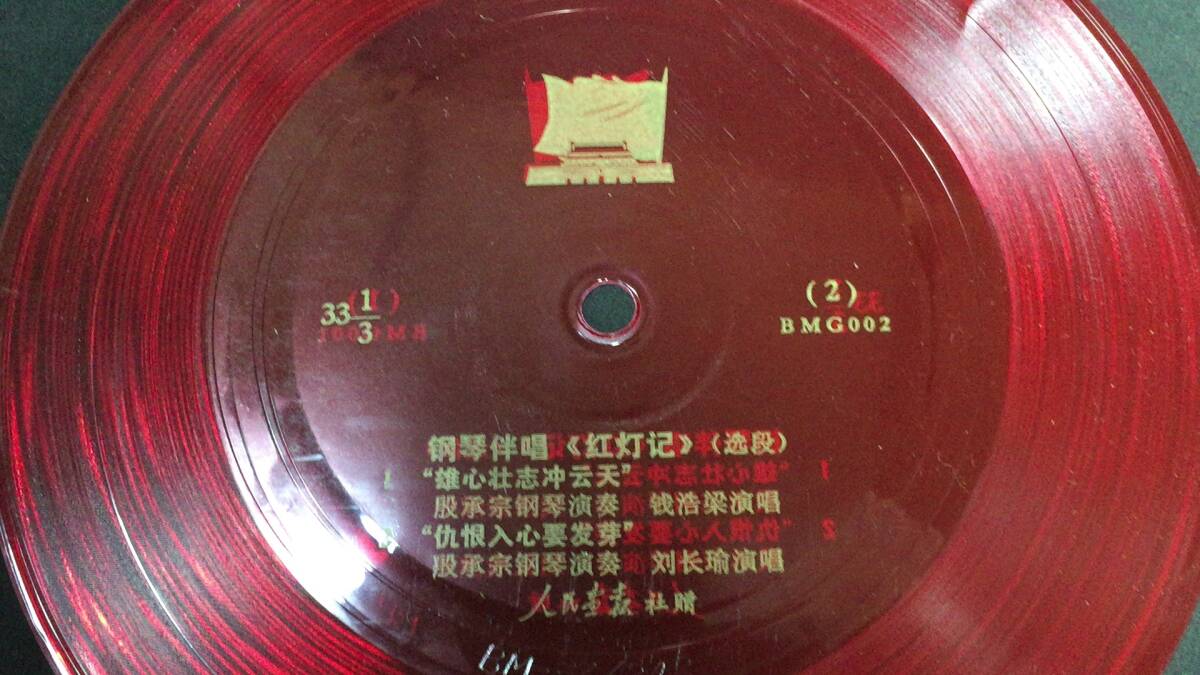 33 1/3
(2)
BMG002
钢琴伴唱《红灯记》(选段)
1 “雄心壮志冲云天”
殷承宗钢琴演奏 钱浩梁演唱
“仇恨入心要发芽”
殷承宗钢琴演奏 刘长瑜演唱
人民画报社赠